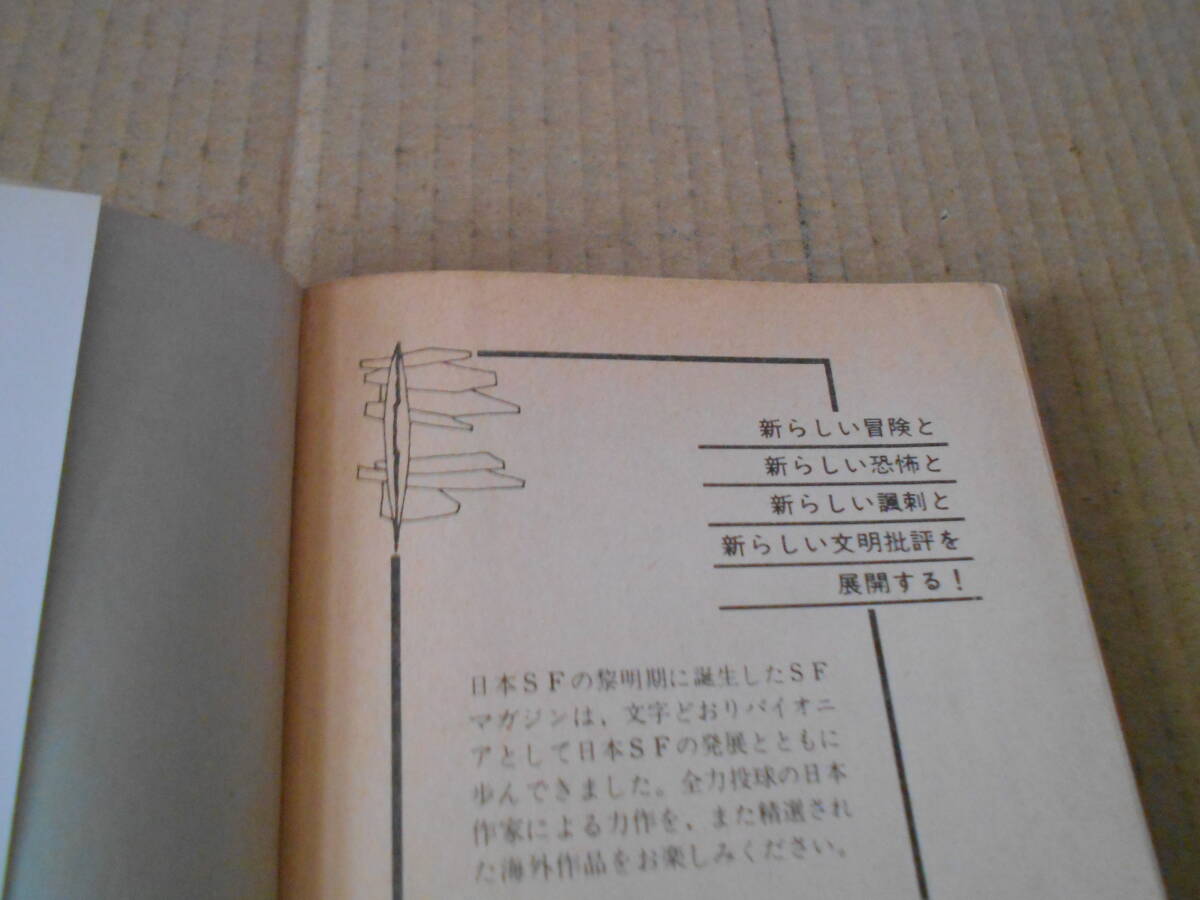 新らしい冒険と
新らしい恐怖と
新らしい諷刺と
新らしい文明批評を
展開する！
日本ＳＦの黎明期に誕生したＳＦ
マガジンは、文字どおりパイオニ
アとして日本ＳＦの発展とともに
歩んできました。全力投球の日本
作家による力作を、また精選され
た海外作品をお楽しみください。